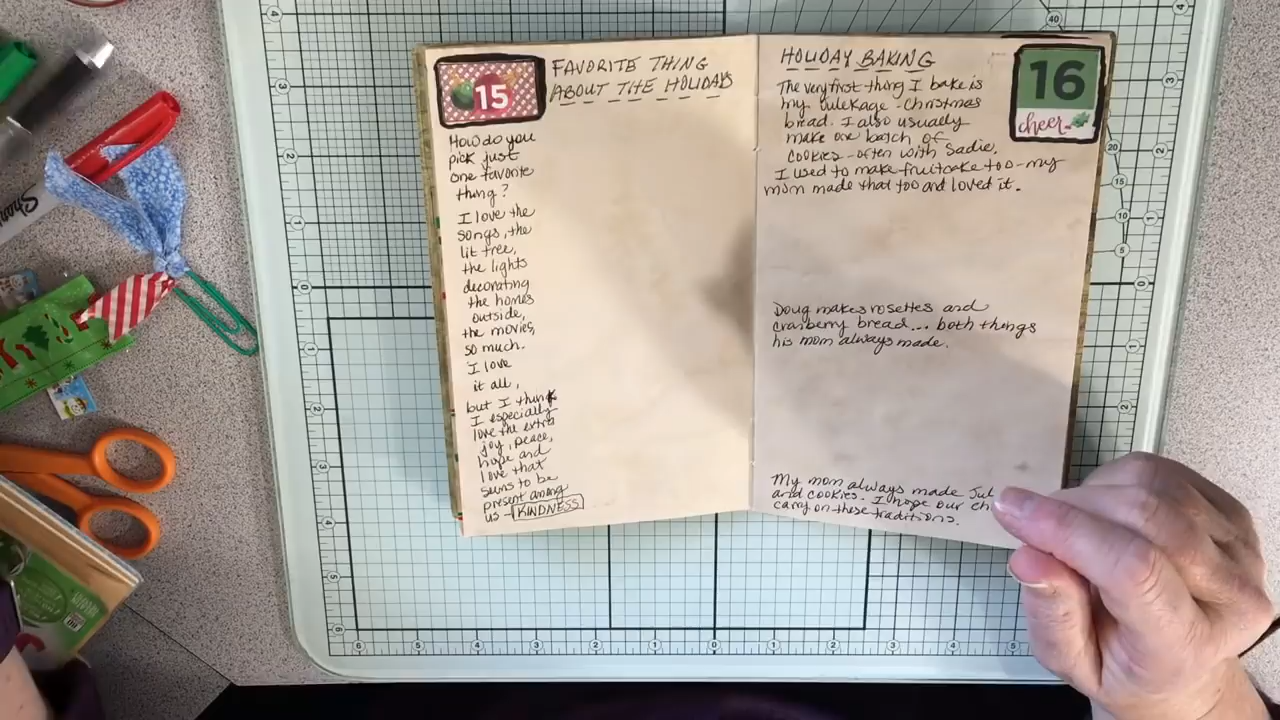 15
FAVORITE THING
ABOUT THE HOLIDAYS
How do you
pick just
one favorite
thing?
I love the
songs, the
lit tree,
the lights
decorating
the homes
outside,
the movies,
so much.
I love
it all,
but I think
I especially
love the extra
joy, peace,
hope and
love that
seems to be
present among
us - KINDNESS
HOLIDAY BAKING
16
cheer
The very first thing I bake is
my Julekage - Christmas
bread. I also usually
make one batch of
cookies - often with Sadie.
I used to make fruitcake too - my
mom made that too and loved it.
Doug makes rosettes and
cranberry bread... both things
his mom always made.
My mom always made Jul
and cookies. I hope our ch
carry on these traditions.
Sharp